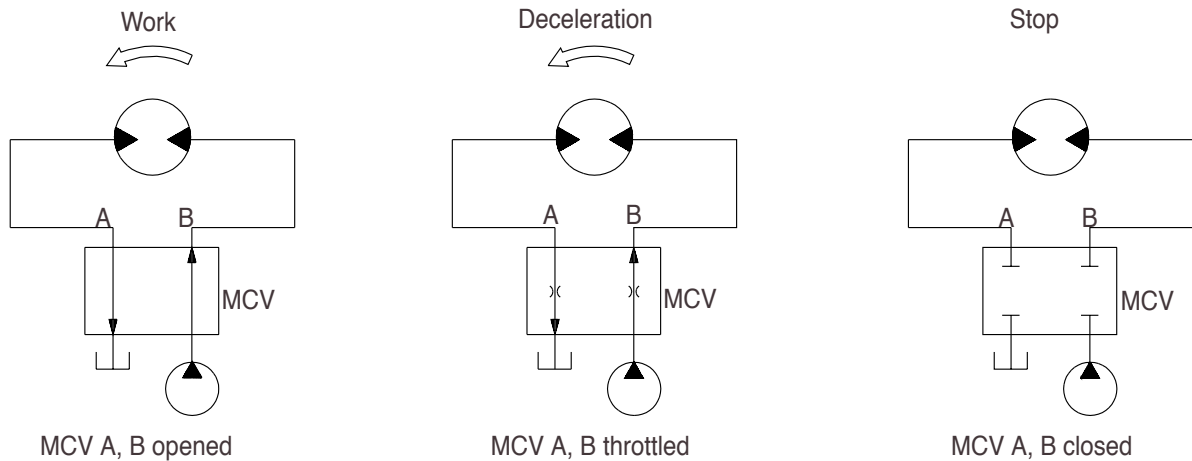 Work
Deceleration
Stop
A
B
MCV
A
B
MCV
A
B
MCV
MCV A, B opened
MCV A, B throttled
MCV A, B closed